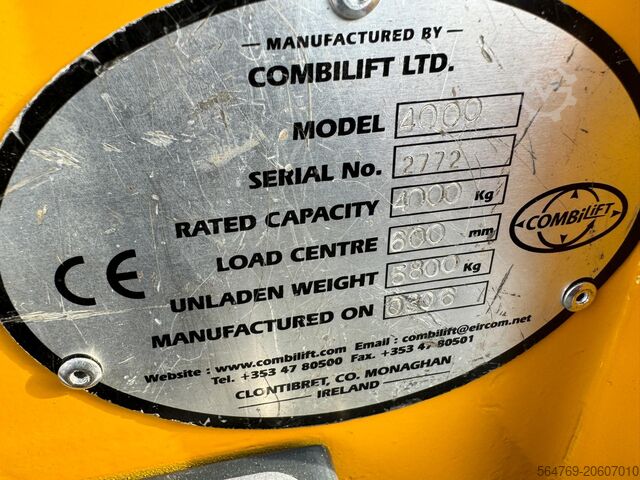 — MANUFACTURED BY —
COMBILIFT LTD.
MODEL 4000
SERIAL No. 2772
RATED CAPACITY 4000 Kg
LOAD CENTRE 600 mm
COMBiLiFT
UNLADEN WEIGHT 5800 Kg
CE
MANUFACTURED ON
Website : www.combilift.com Email : combilift@eircom.net
Tel. +353 47 80500 Fax. +353 47 80501
CLONTIBRET, CO. MONAGHAN
— IRELAND —
564769-20607010